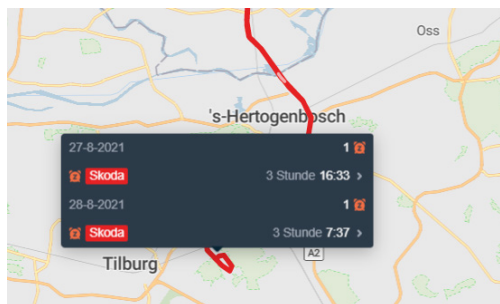 Oss
's-Hertogenbosch
27-8-2021 1
Skoda 3 Stunde 16:33 >
28-8-2021 1
Skoda 3 Stunde 7:37 >
A2
Tilburg